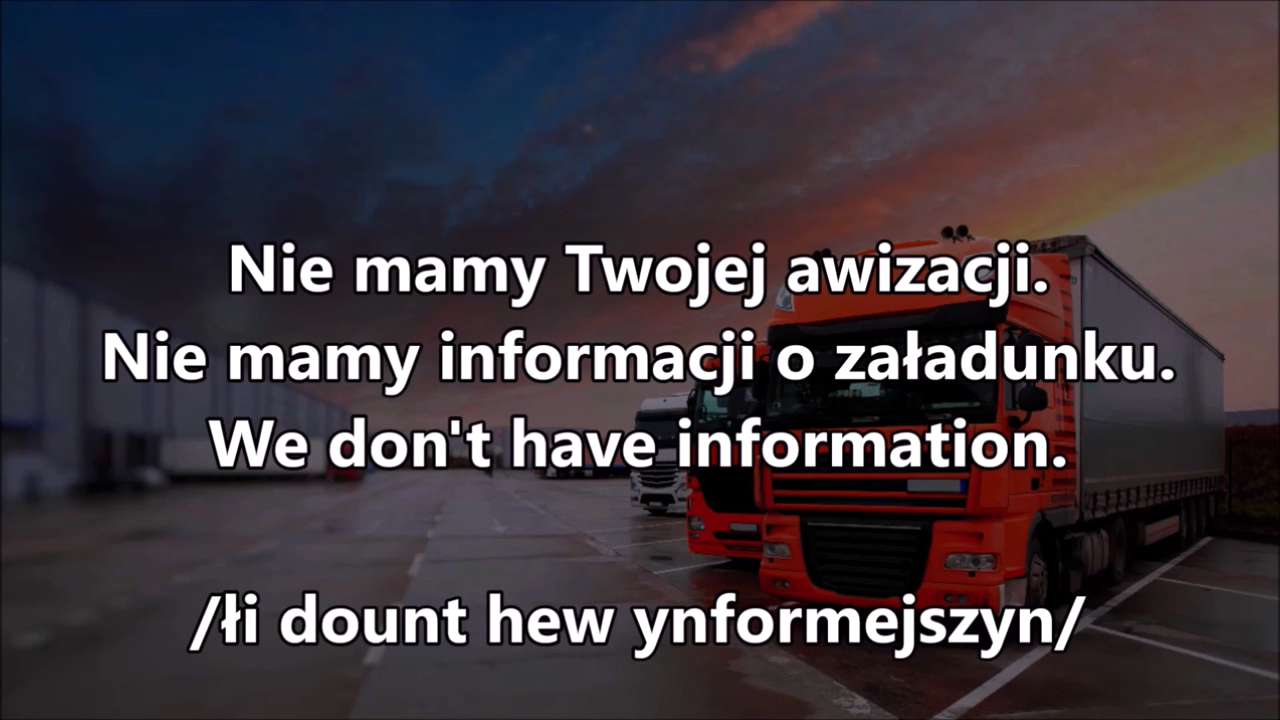 Nie mamy Twojej awizacji.
Nie mamy informacji o załadunku.
We don't have information.
/łi dount hew ynformejszyn/